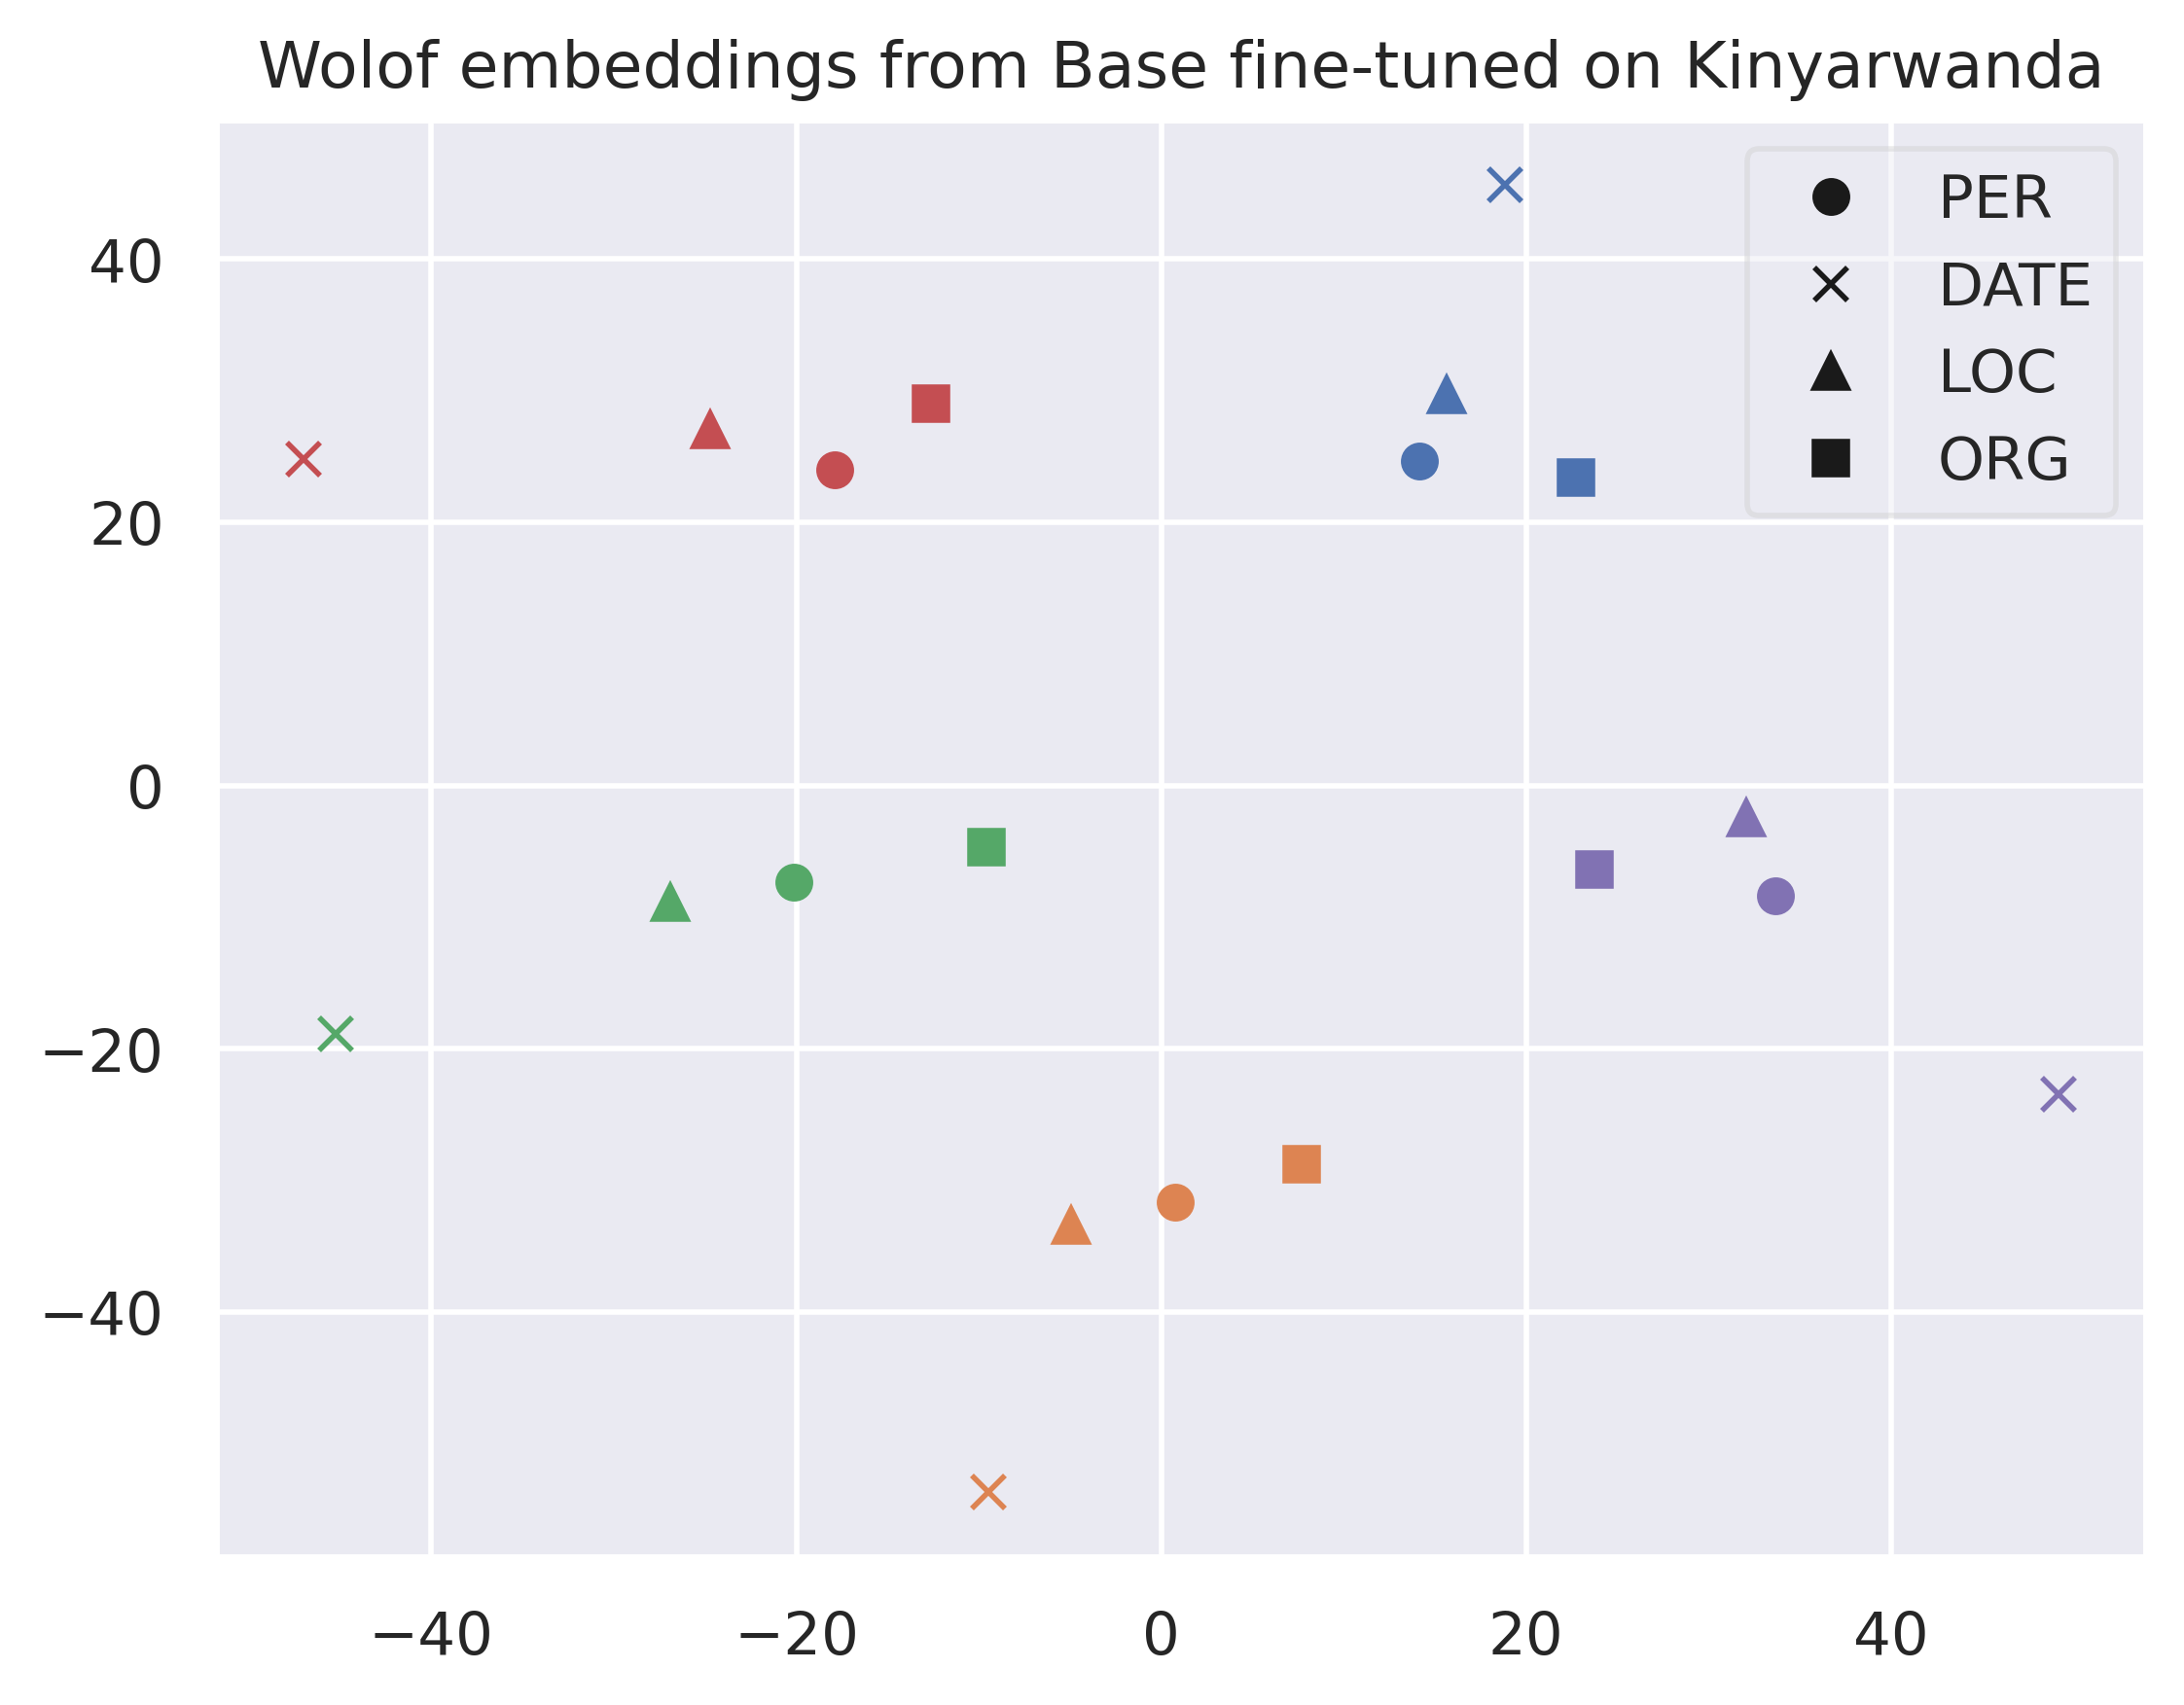 Wolof embeddings from Base fine-tuned on Kinyarwanda
PER
DATE
LOC
ORG
40
20
0
−20
−40
−40 −20 0 20 40